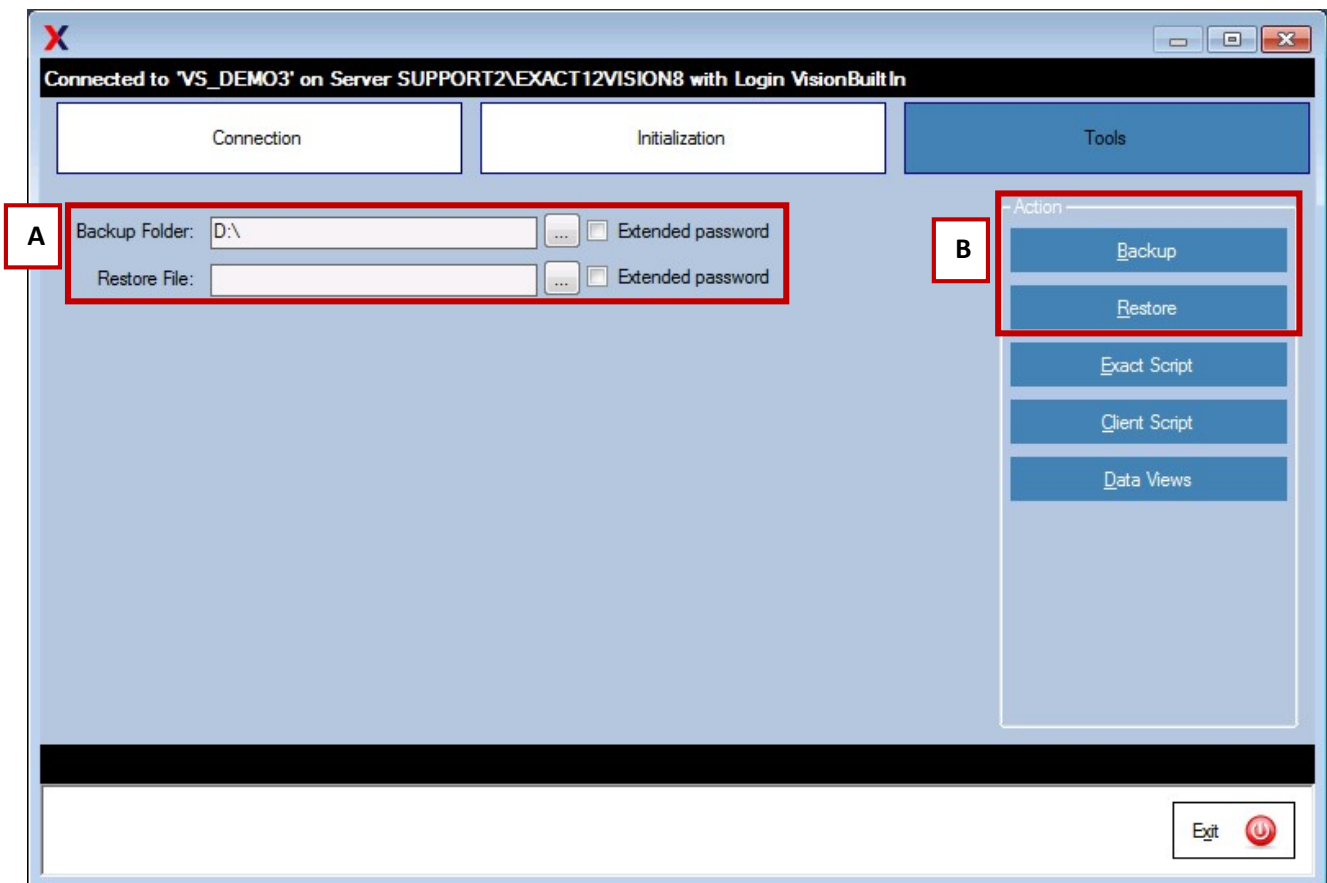 X
Connected to 'VS_DEMO3' on Server SUPPORT2\EXACT12VISION8 with Login VisionBuiltIn
Connection Initialization Tools
A
Backup Folder: D:\ ... Extended password
Restore File: ... Extended password
B
Action
Backup
Restore
Exact Script
Client Script
Data Views
Exit